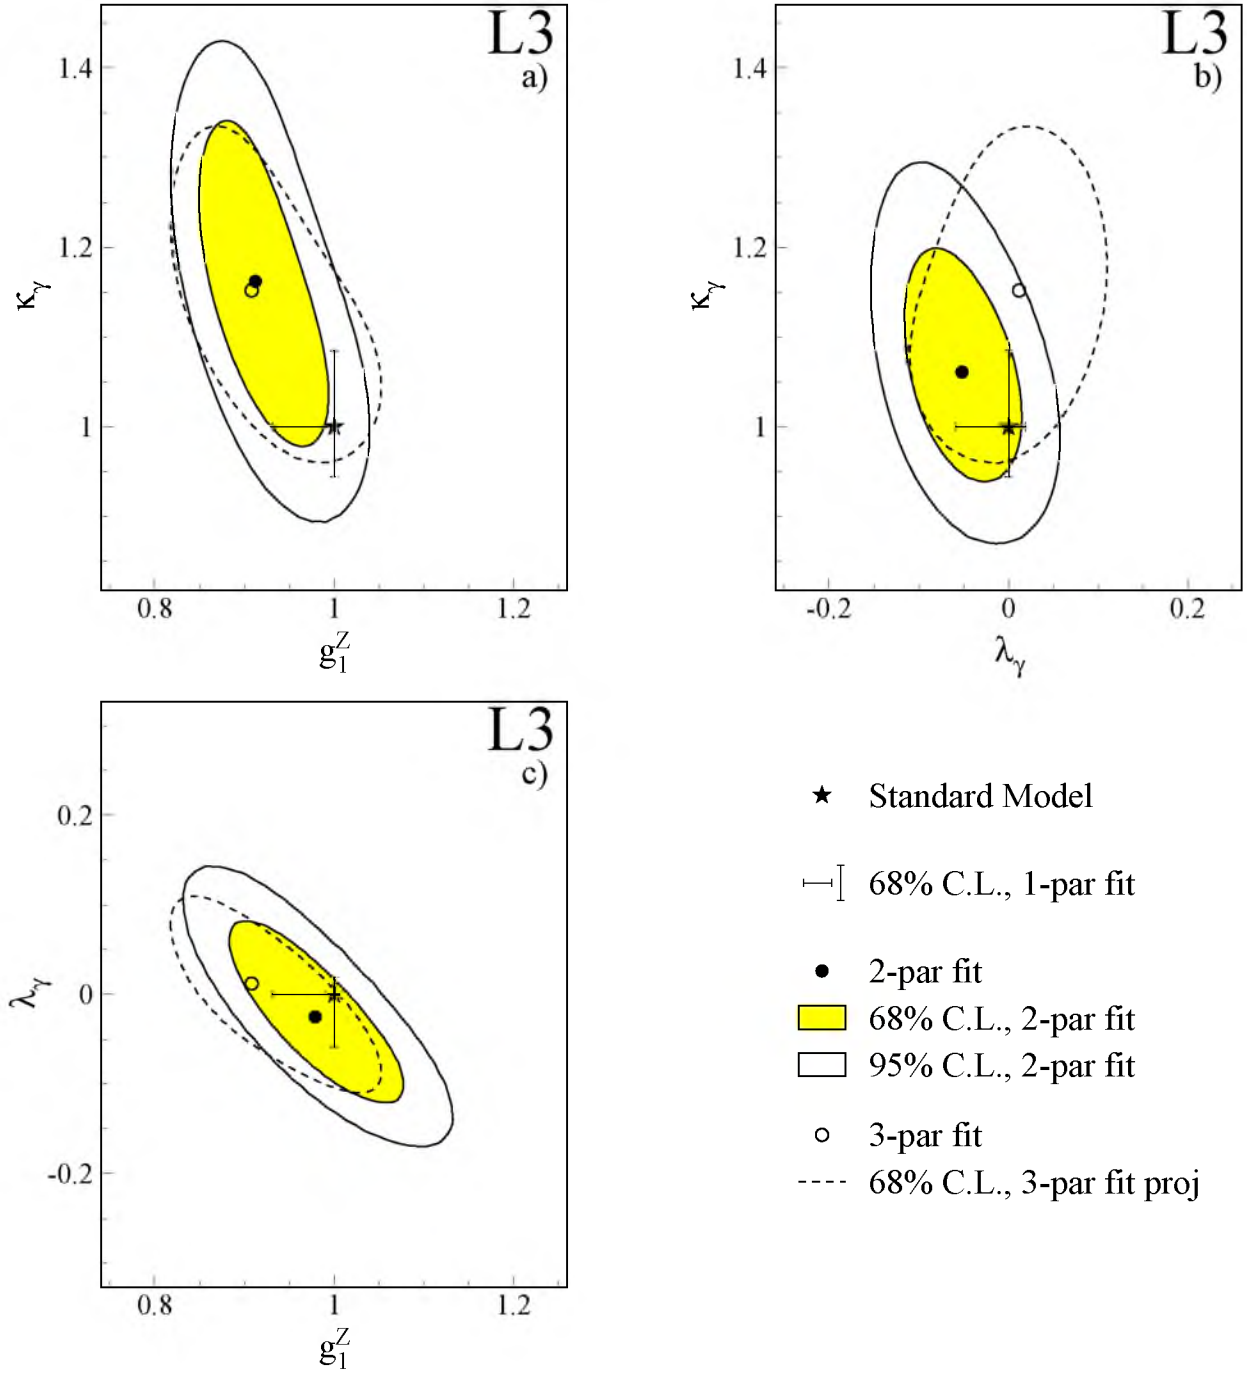 L3
a)
1.4
1.2
1
κγ
0.8 1 1.2
g₁ᶻ
L3
b)
1.4
1.2
1
κγ
-0.2 0 0.2
λγ
L3
c)
0.2
0
-0.2
λγ
0.8 1 1.2
g₁ᶻ
Standard Model
68% C.L., 1-par fit
2-par fit
68% C.L., 2-par fit
95% C.L., 2-par fit
3-par fit
68% C.L., 3-par fit proj